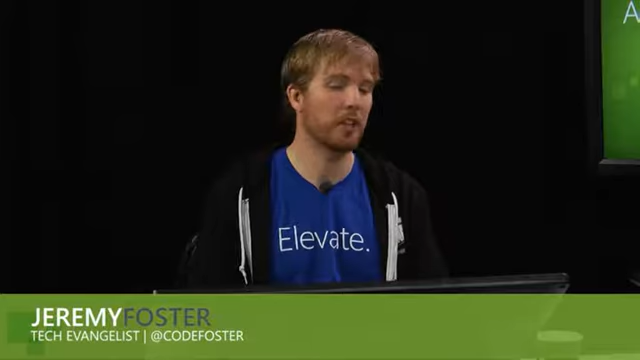 A
Elevate.
JEREMYFOSTER
TECH EVANGELIST | @CODEFOSTER